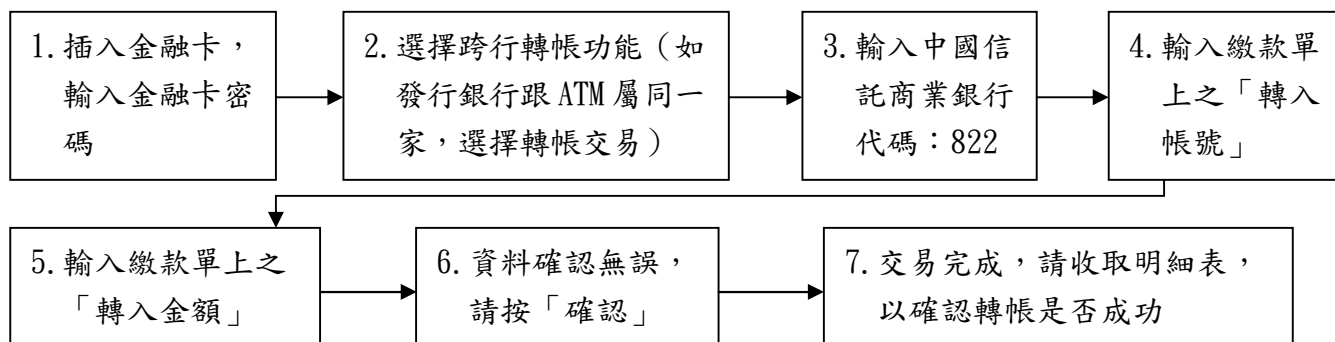 1.插入金融卡，
輸入金融卡密
碼
2.選擇跨行轉帳功能（如
發行銀行跟 ATM 屬同一
家，選擇轉帳交易）
3.輸入中國信
託商業銀行
代碼：822
4.輸入繳款單
上之「轉入
帳號」
5.輸入繳款單上之
「轉入金額」
6.資料確認無誤，
請按「確認」
7.交易完成，請收取明細表，
以確認轉帳是否成功